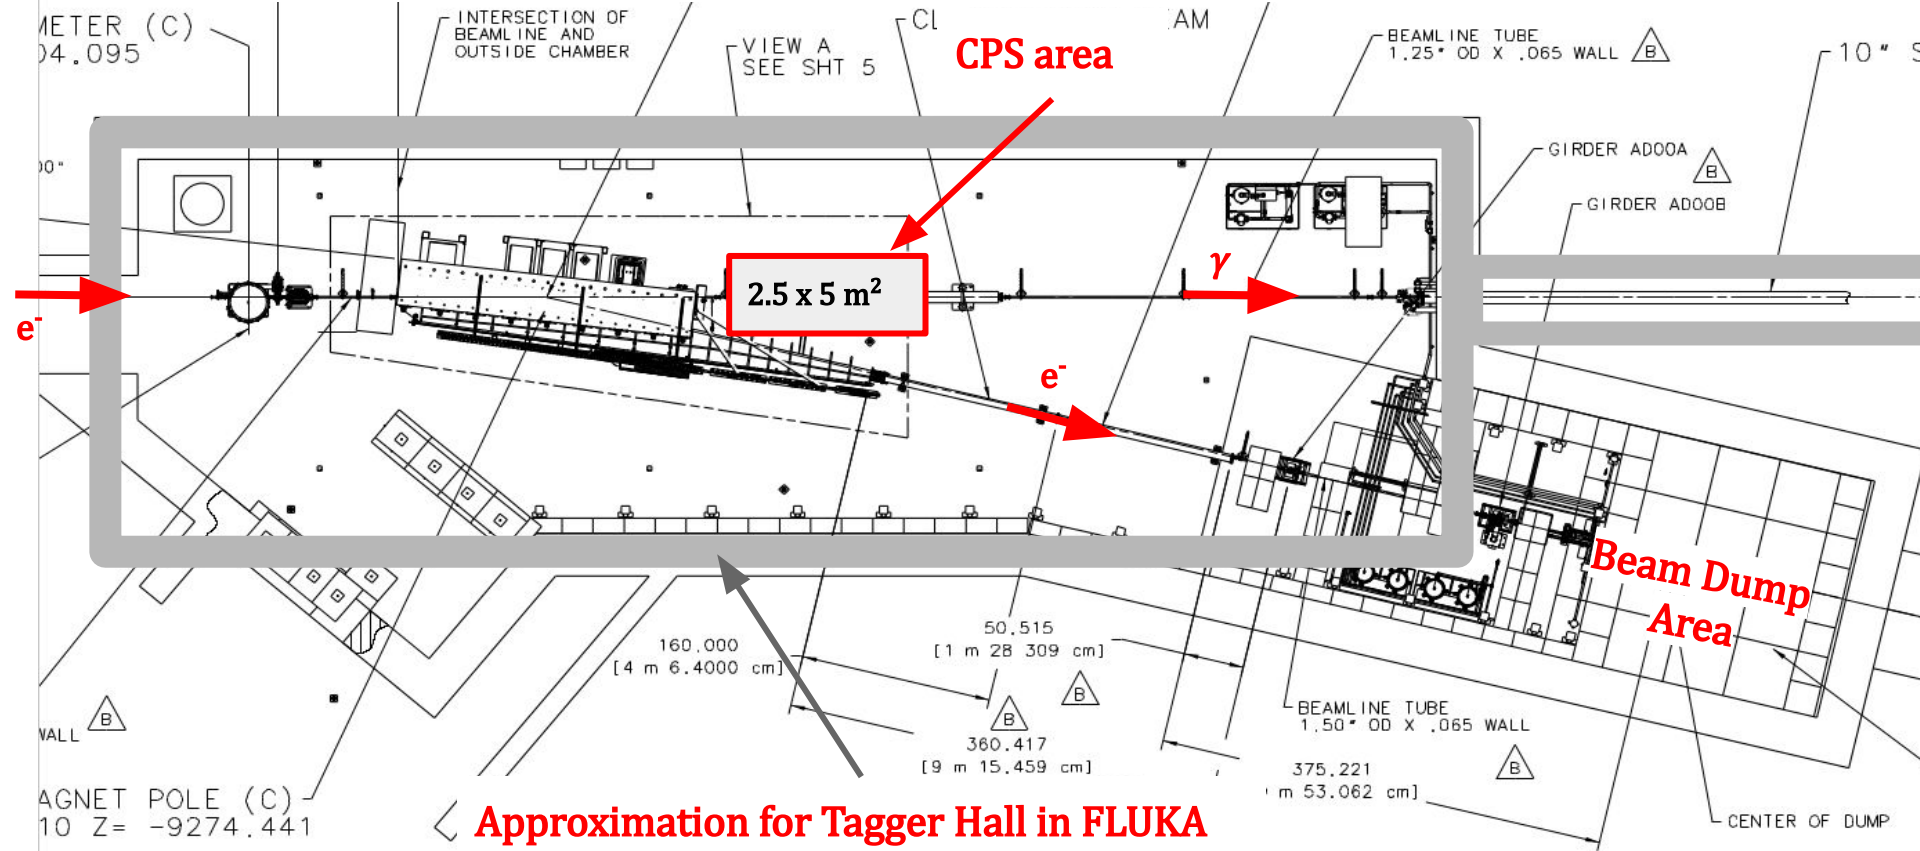 METER (C)
04.095
INTERSECTION OF
BEAMLINE AND
OUTSIDE CHAMBER
VIEW A
SEE SHT 5
CL
AM
CPS area
BEAMLINE TUBE
1.25" OD X .065 WALL
B
10" S
00"
GIRDER AD00A
B
GIRDER AD00B
γ
2.5 x 5 m²
e-
e-
Beam Dump
Area
160.000
[4 m 6.4000 cm]
50.515
[1 m 28 309 cm]
B
B
360.417
[9 m 15.459 cm]
BEAMLINE TUBE
1.50" OD X .065 WALL
B
375.221
m 53.062 cm]
WALL
B
AGNET POLE (C)
10 Z= -9274.441
Approximation for Tagger Hall in FLUKA
CENTER OF DUMP